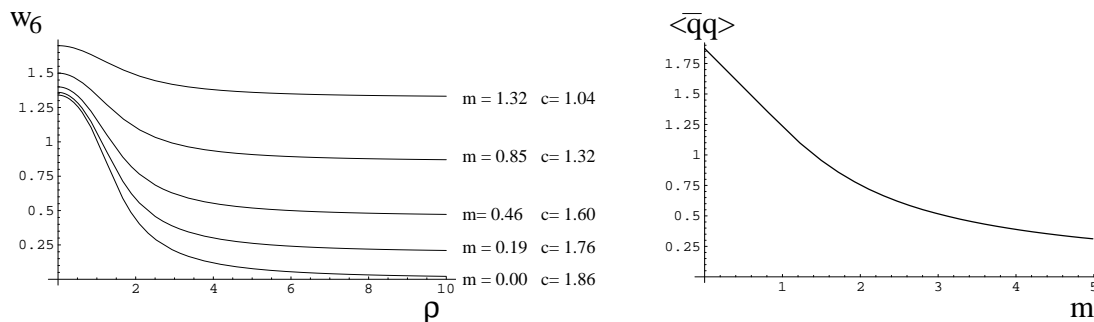 w6
1.5
1.25
1
0.75
0.5
0.25
2 4 6 8 10
ρ
m = 1.32 c= 1.04
m = 0.85 c= 1.32
m= 0.46 c= 1.60
m = 0.19 c= 1.76
m = 0.00 c= 1.86
<q̄q>
1.75
1.5
1.25
1
0.75
0.5
0.25
1 2 3 4 5
m